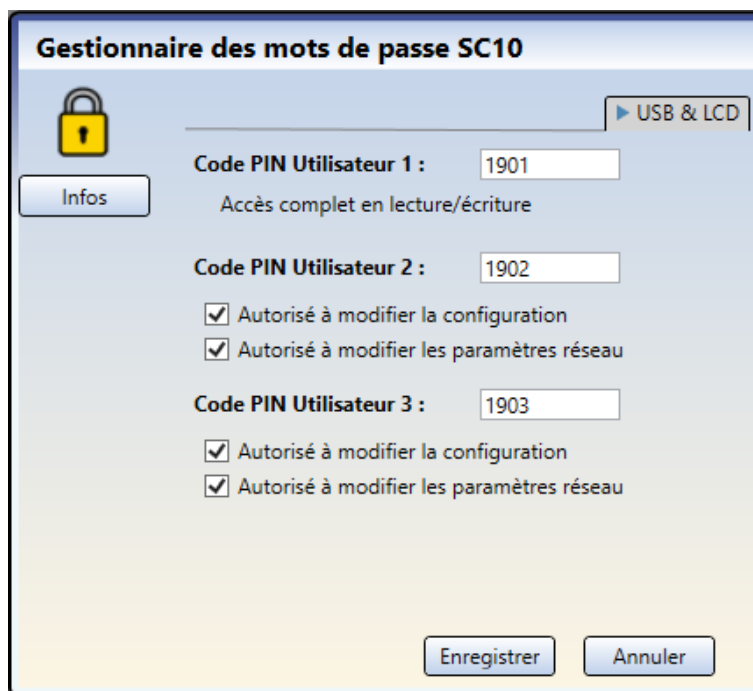 Gestionnaire des mots de passe SC10
USB & LCD
Infos
Code PIN Utilisateur 1 : 1901
Accès complet en lecture/écriture
Code PIN Utilisateur 2 : 1902
Autorisé à modifier la configuration
Autorisé à modifier les paramètres réseau
Code PIN Utilisateur 3 : 1903
Autorisé à modifier la configuration
Autorisé à modifier les paramètres réseau
Enregistrer Annuler